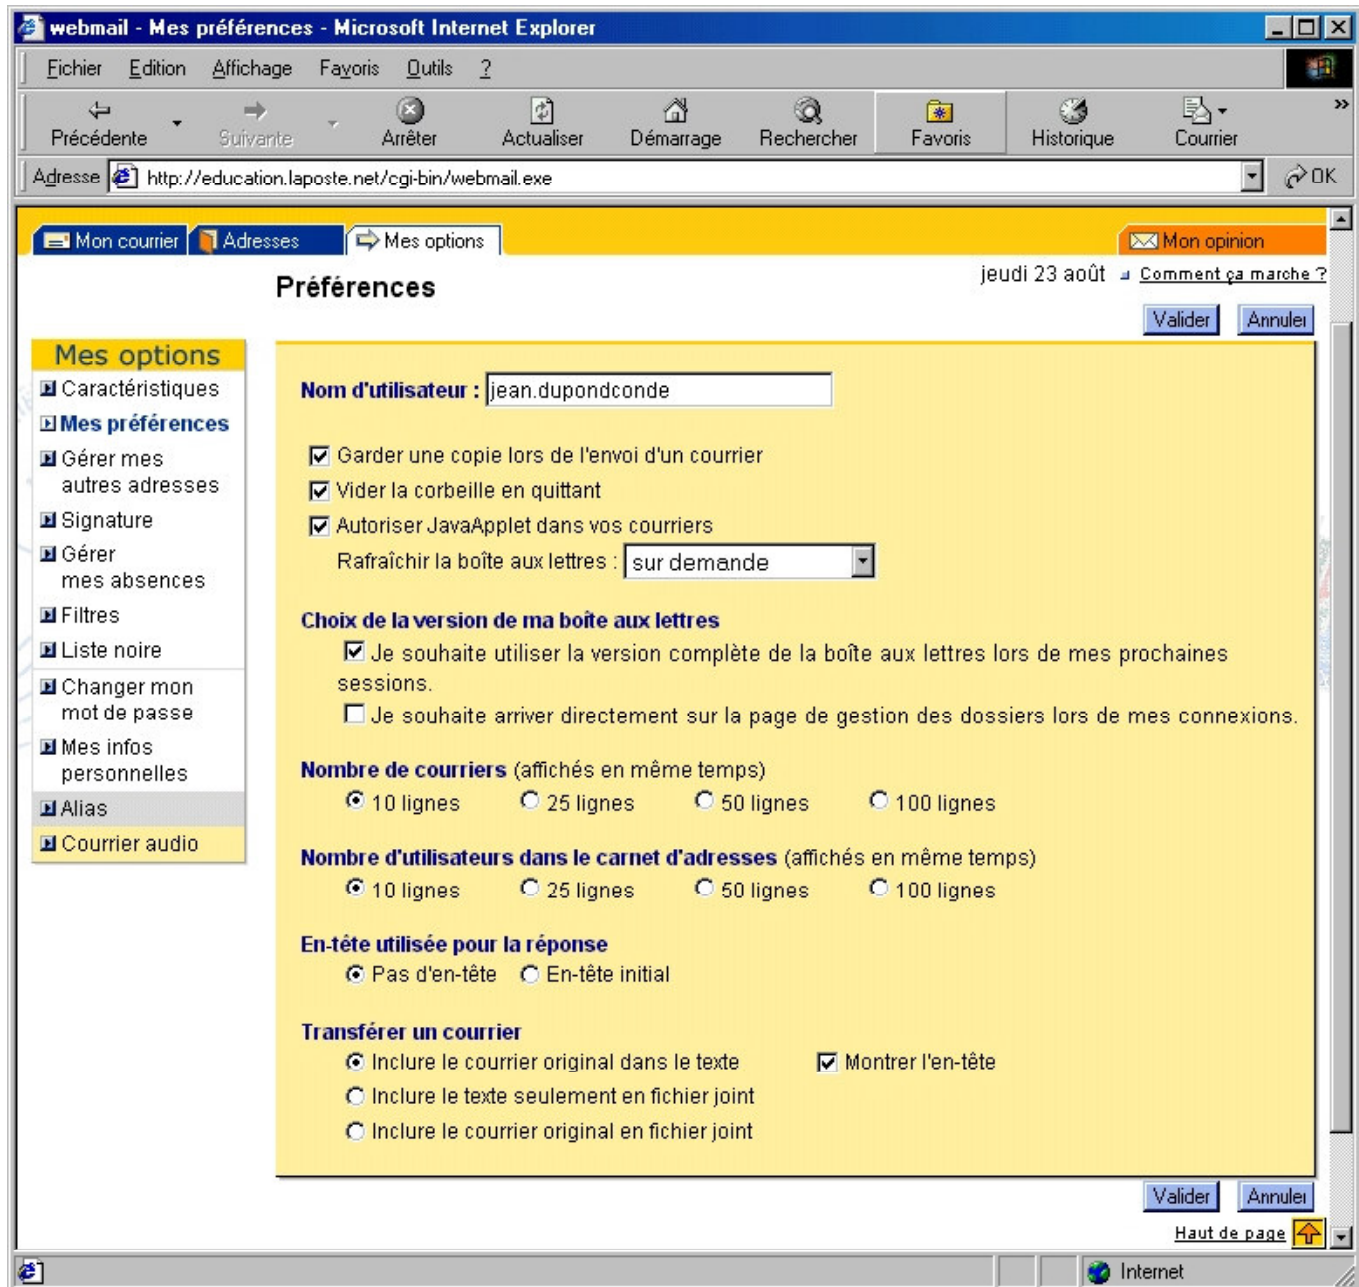 webmail - Mes préférences - Microsoft Internet Explorer
Fichier Edition Affichage Favoris Outils ?
Précédente Suivante Arrêter Actualiser Démarrage Rechercher Favoris Historique Courrier »
Adresse http://education.laposte.net/cgi-bin/webmail.exe OK
Mon courrier Adresses Mes options Mon opinion
jeudi 23 août Comment ça marche ?
Préférences
Valider Annuler
Mes options
Caractéristiques
Mes préférences
Gérer mes
autres adresses
Signature
Gérer
mes absences
Filtres
Liste noire
Changer mon
mot de passe
Mes infos
personnelles
Alias
Courrier audio
Nom d'utilisateur : jean.dupondconde
Garder une copie lors de l'envoi d'un courrier
Vider la corbeille en quittant
Autoriser JavaApplet dans vos courriers
Rafraîchir la boîte aux lettres : sur demande
Choix de la version de ma boîte aux lettres
Je souhaite utiliser la version complète de la boîte aux lettres lors de mes prochaines
sessions.
Je souhaite arriver directement sur la page de gestion des dossiers lors de mes connexions.
Nombre de courriers (affichés en même temps)
10 lignes 25 lignes 50 lignes 100 lignes
Nombre d'utilisateurs dans le carnet d'adresses (affichés en même temps)
10 lignes 25 lignes 50 lignes 100 lignes
En-tête utilisée pour la réponse
Pas d'en-tête En-tête initial
Transférer un courrier
Inclure le courrier original dans le texte Montrer l'en-tête
Inclure le texte seulement en fichier joint
Inclure le courrier original en fichier joint
Valider Annuler
Haut de page
Internet